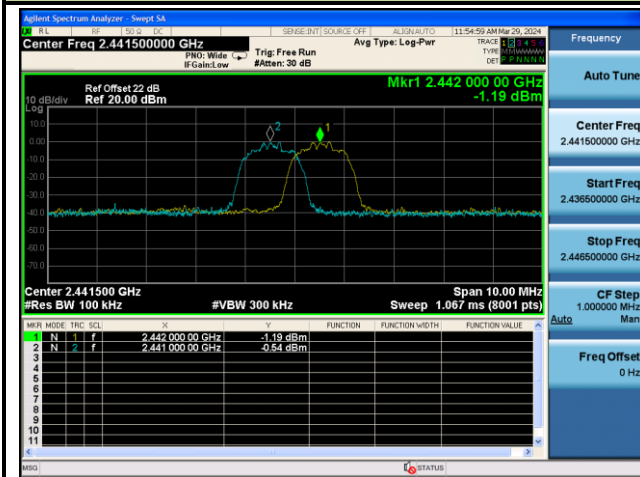 Agilent Spectrum Analyzer - Swept SA
RL RF 50 Ω DC SENSE:INT SOURCE OFF ALIGNAUTO 11:54:59 AM Mar 29, 2024
Center Freq 2.441500000 GHz
PNO: Wide
IFGain:Low
Trig: Free Run
#Atten: 30 dB
Avg Type: Log-Pwr
TRACE 1 2 3 4 5 6
TYPE
DET P P N N N N
Frequency
Auto Tune
Center Freq
2.441500000 GHz
Start Freq
2.436500000 GHz
Stop Freq
2.446500000 GHz
CF Step
1.000000 MHz
Auto Man
Freq Offset
0 Hz
Ref Offset 22 dB
10 dB/div Ref 20.00 dBm
Log
Mkr1 2.442 000 00 GHz
-1.19 dBm
10.0
0.00
-10.0
-20.0
-30.0
-40.0
-50.0
-60.0
-70.0
2
1
Center 2.441500 GHz Span 10.00 MHz
#Res BW 100 kHz #VBW 300 kHz Sweep 1.067 ms (8001 pts)
MKR MODE TRC SCL X Y FUNCTION FUNCTION WIDTH FUNCTION VALUE
1 N 1 f 2.442 000 00 GHz -1.19 dBm
2 N 2 f 2.441 000 00 GHz -0.54 dBm
3
4
5
6
7
8
9
10
11
MSG STATUS